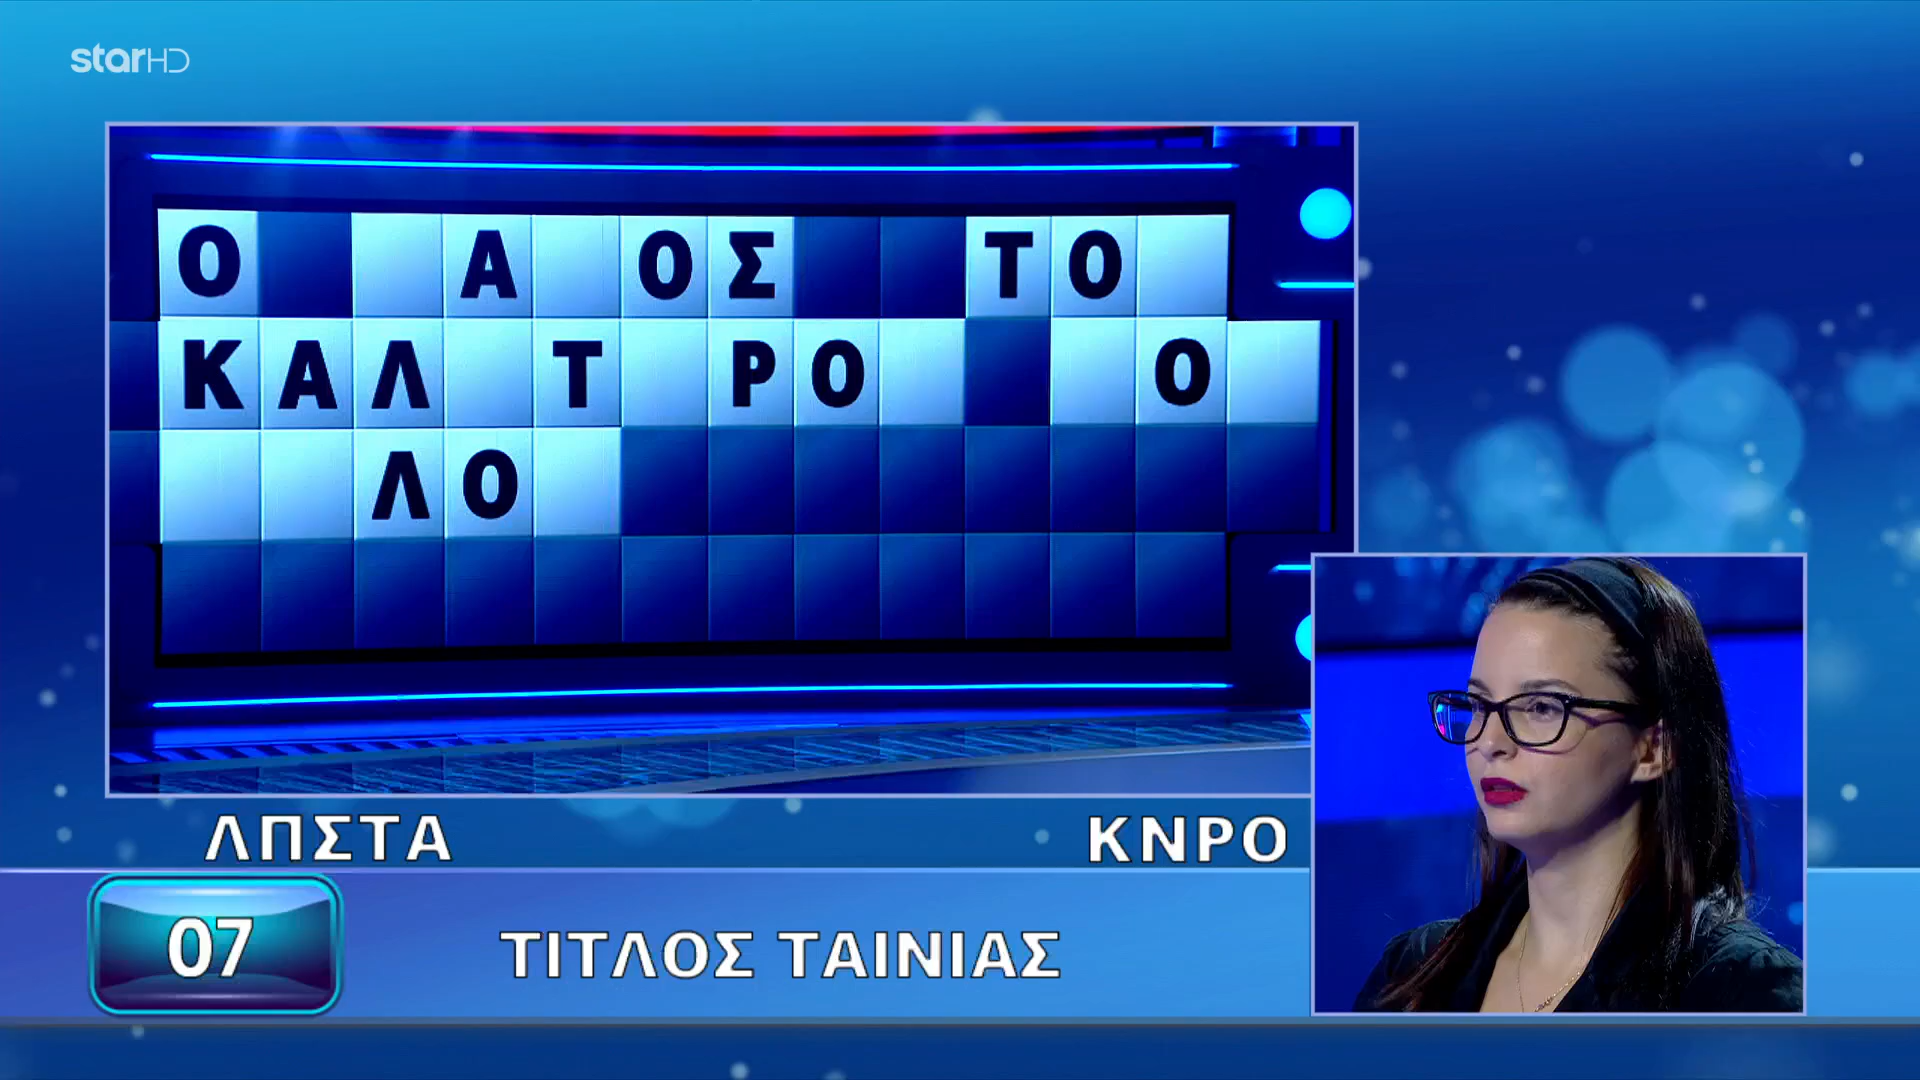 starHD
Ο Α ΟΣ ΤΟ
ΚΑΛ Τ ΡΟ Ο
ΛΟ
ΛΠΣΤΑ ΚΝΡΟ
07 ΤΙΤΛΟΣ ΤΑΙΝΙΑΣ